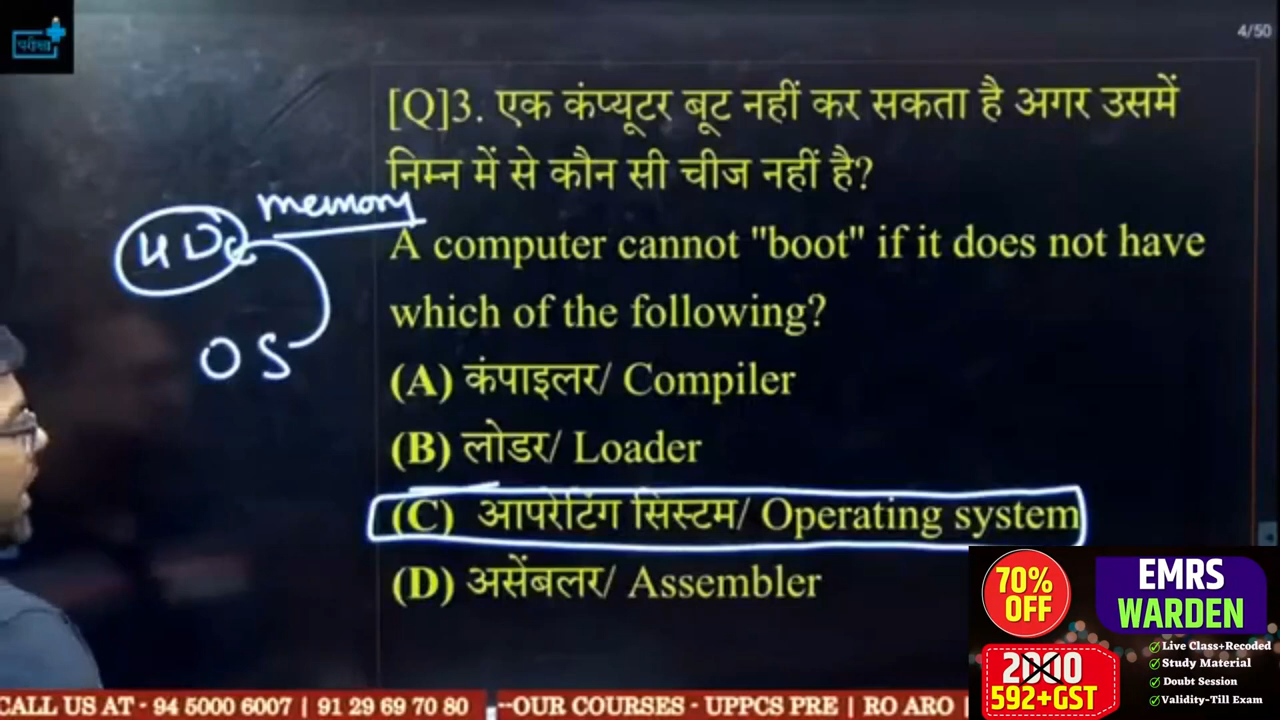 परीक्षा
4/50
[Q]3. एक कंप्यूटर बूट नहीं कर सकता है अगर उसमें
निम्न में से कौन सी चीज नहीं है?
memory
A computer cannot "boot" if it does not have
which of the following?
OS
(A) कंपाइलर/ Compiler
(B) लोडर/ Loader
(C) आपरेटिंग सिस्टम/ Operating system
(D) असेंबलर/ Assembler
70% OFF
EMRS
WARDEN
2000
592+GST
Live Class+Recoded
Study Material
Doubt Session
Validity-Till Exam
CALL US AT - 94 5000 6007 | 91 29 69 70 80 --OUR COURSES - UPPCS PRE | RO ARO |